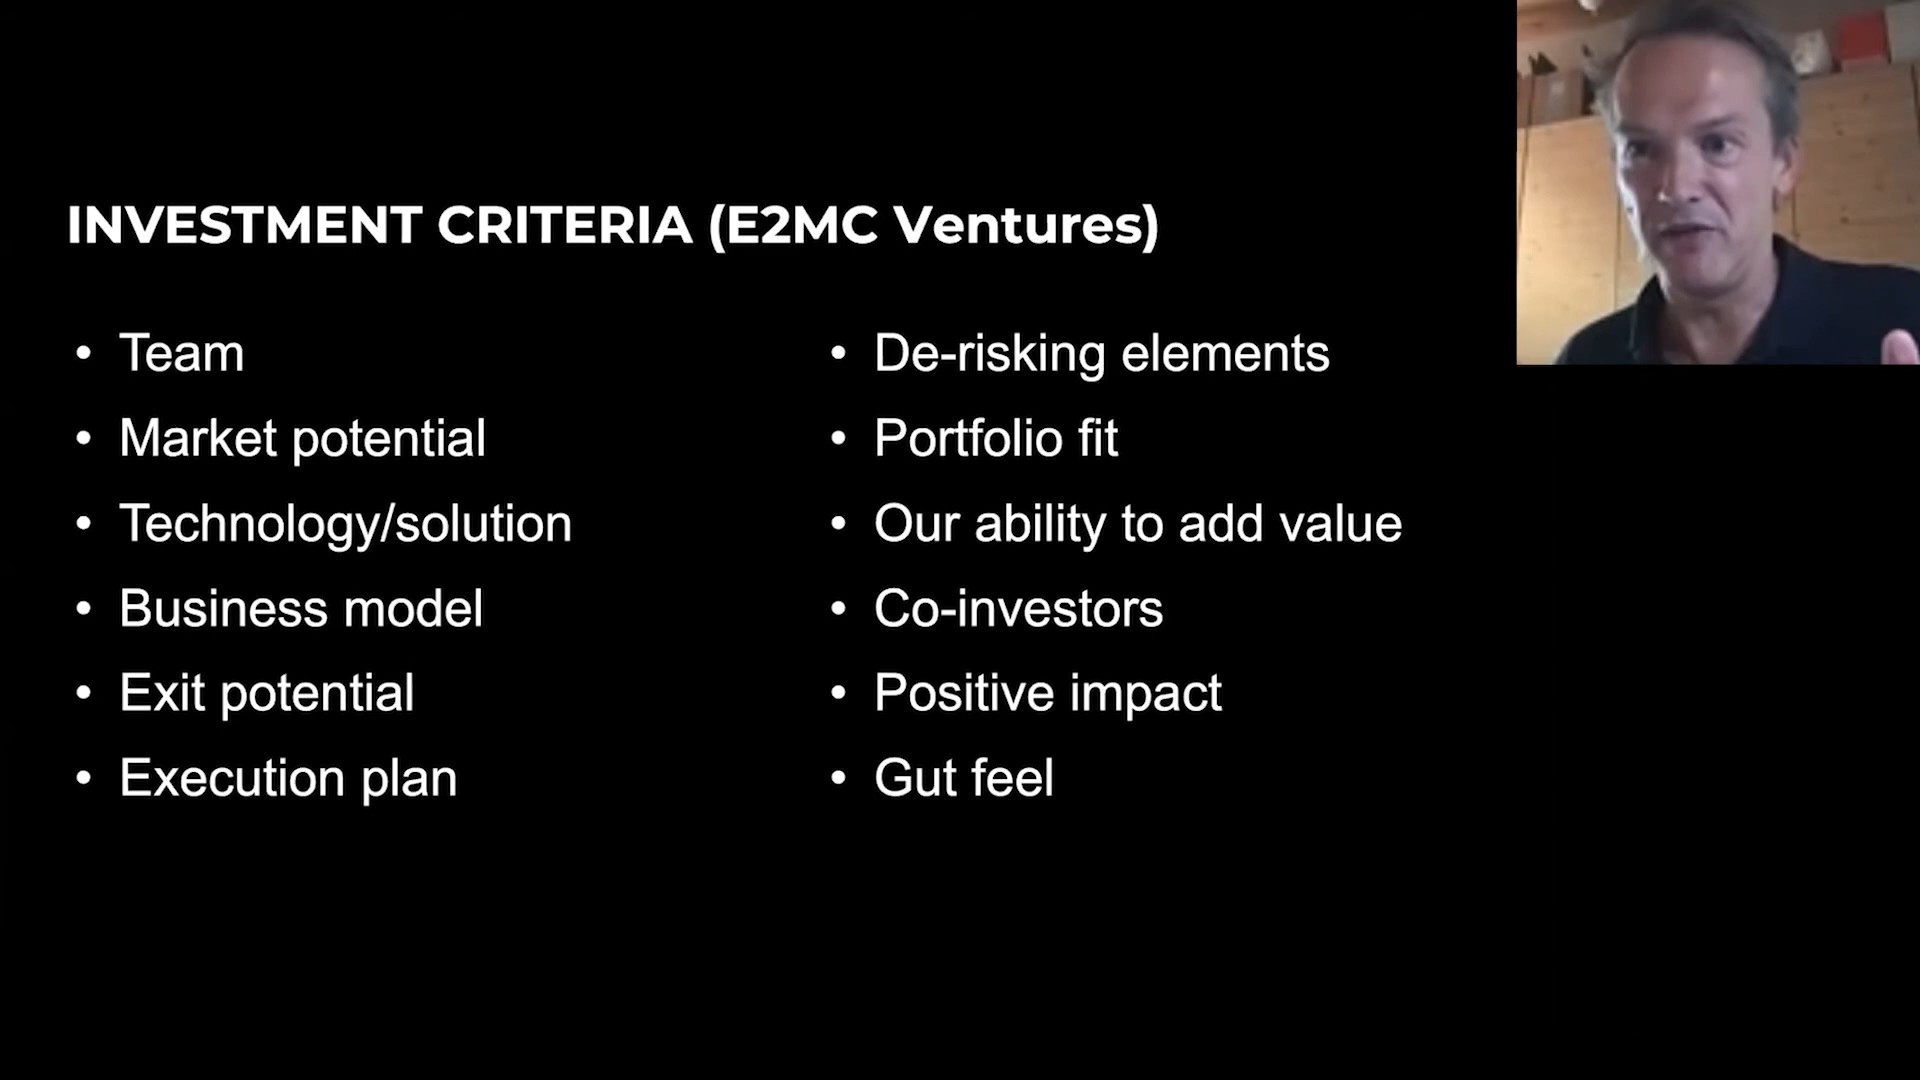 INVESTMENT CRITERIA (E2MC Ventures)
• Team
• Market potential
• Technology/solution
• Business model
• Exit potential
• Execution plan
• De-risking elements
• Portfolio fit
• Our ability to add value
• Co-investors
• Positive impact
• Gut feel